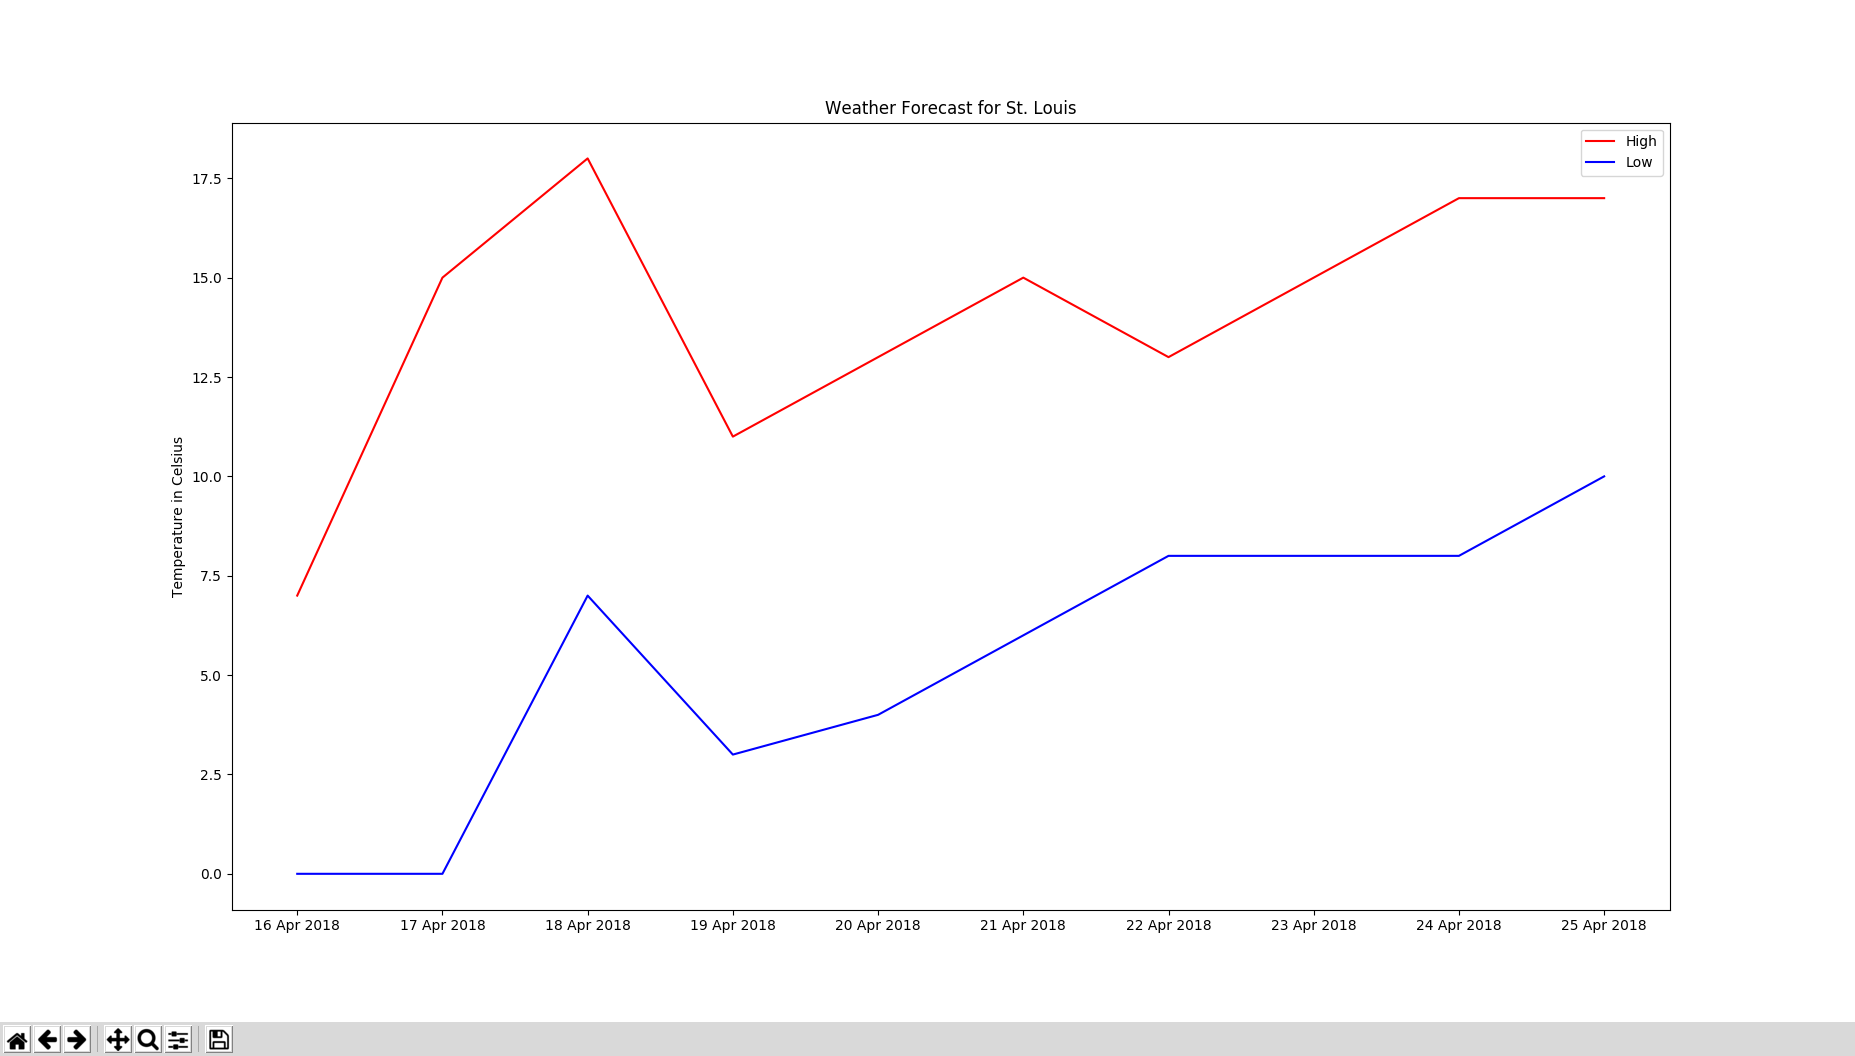 Weather Forecast for St. Louis
High
Low
17.5
15.0
12.5
10.0
7.5
5.0
2.5
0.0
Temperature in Celsius
16 Apr 2018 17 Apr 2018 18 Apr 2018 19 Apr 2018 20 Apr 2018 21 Apr 2018 22 Apr 2018 23 Apr 2018 24 Apr 2018 25 Apr 2018